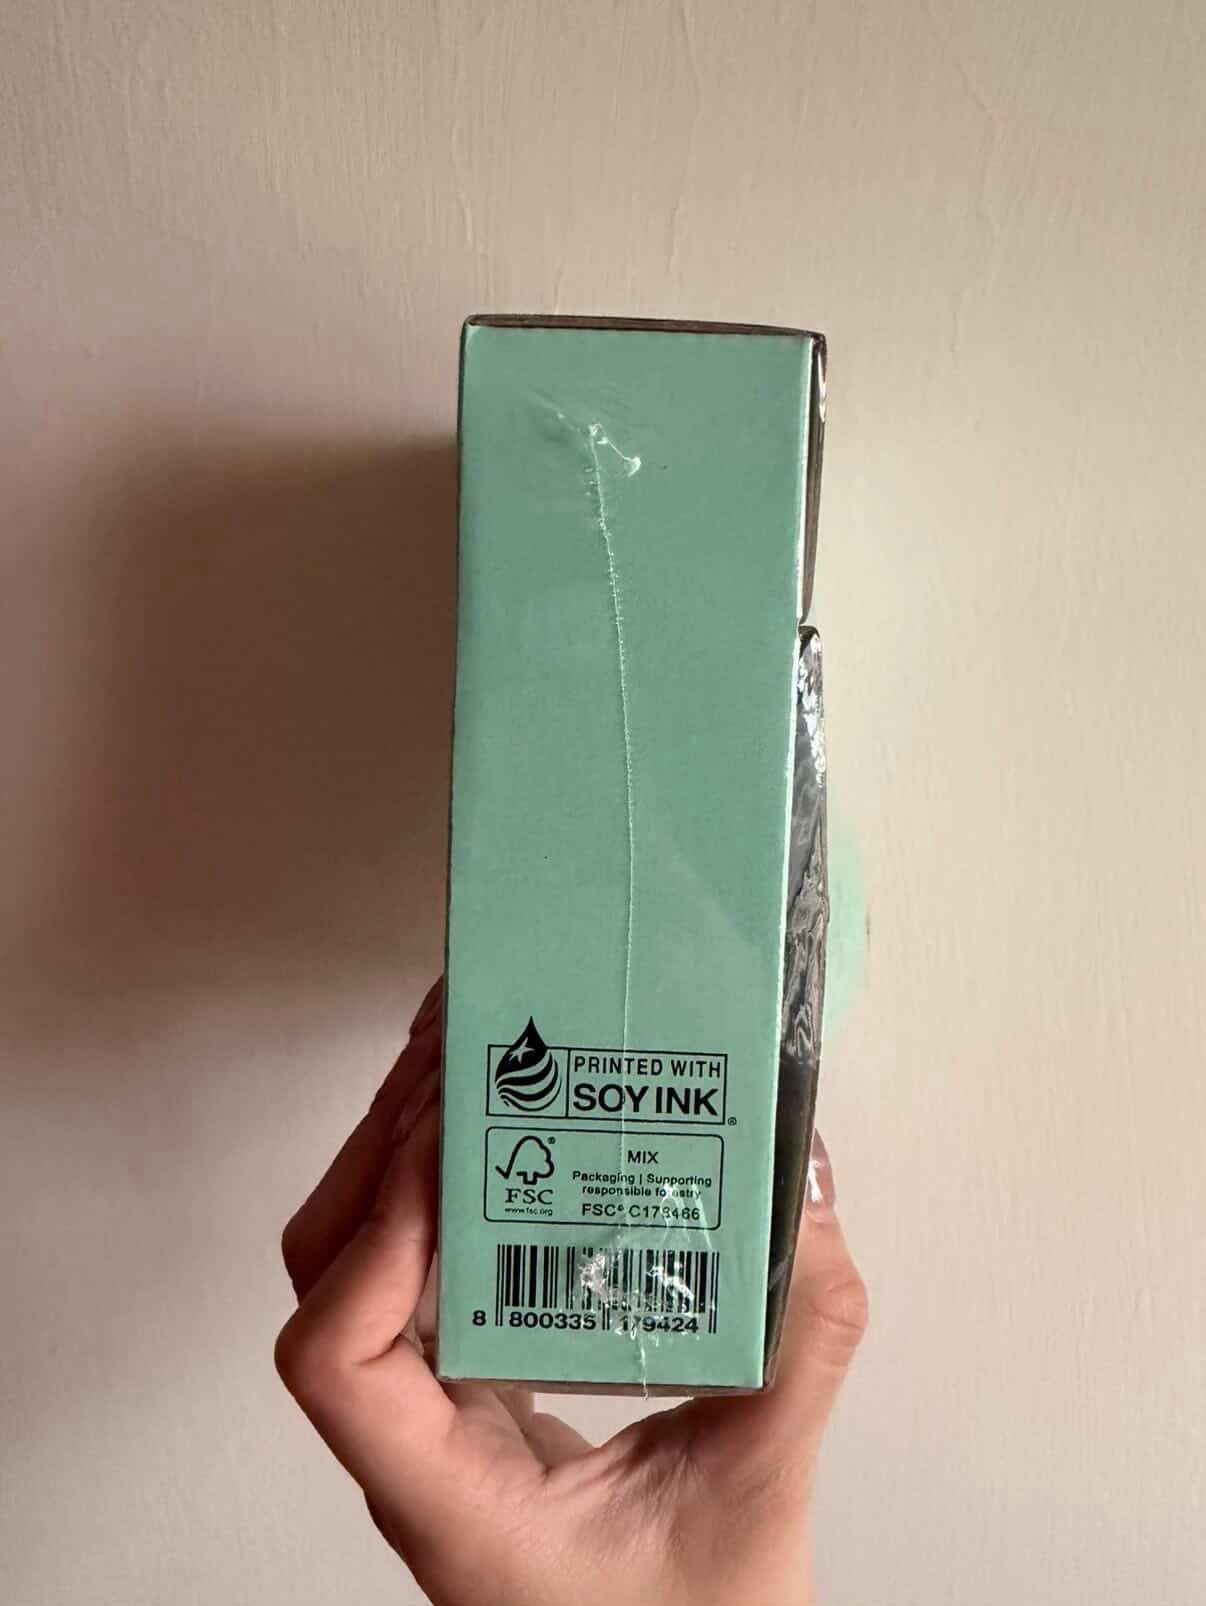 PRINTED WITH
SOY INK
®
MIX
Packaging | Supporting
responsible forestry
FSC® C178466
FSC
®
www.fsc.org
8 800335 179424